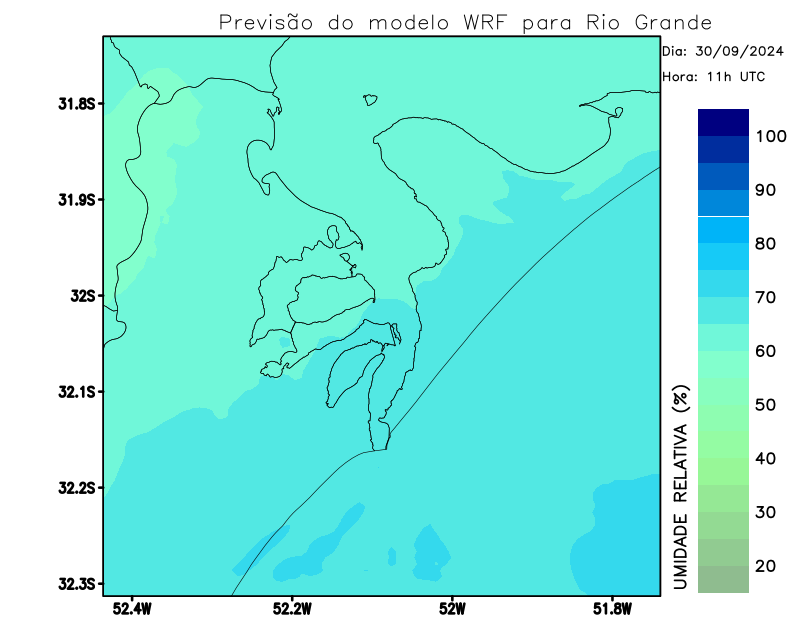 Previsão do modelo WRF para Rio Grande
Dia: 30/09/2024
Hora: 11h UTC
31.8S
31.9S
32S
32.1S
32.2S
32.3S
52.4W
52.2W
52W
51.8W
100
90
80
70
60
50
40
30
20
UMIDADE RELATIVA (%)